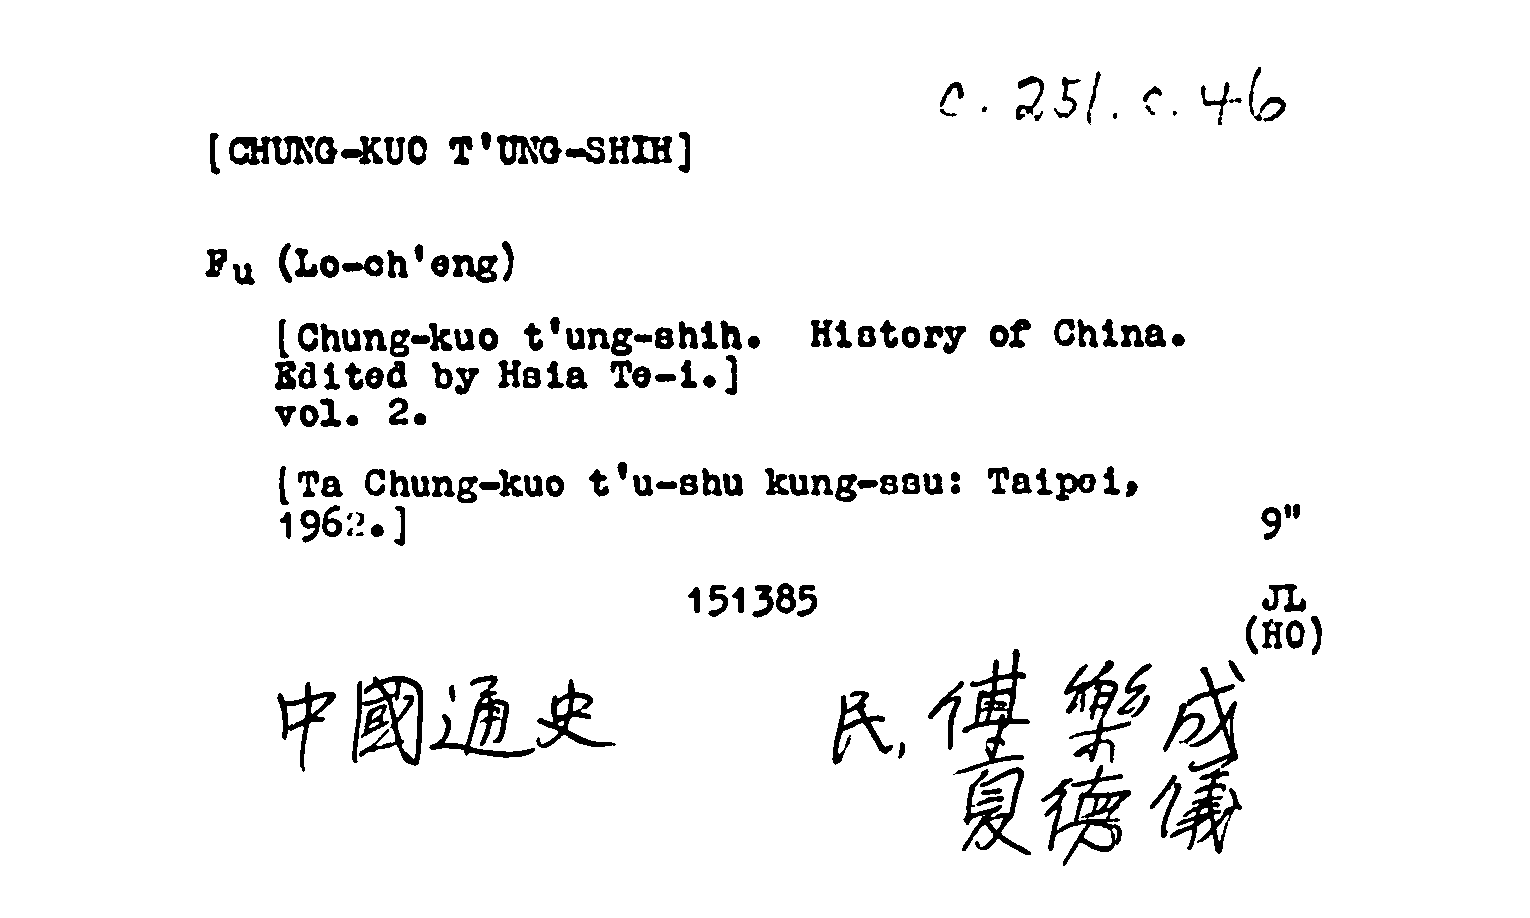 c. 251. c. 46
[CHUNG-KUO T'UNG-SHIH]
Fu (Lo-ch'eng)
[Chung-kuo t'ung-shih. History of China.
Edited by Hsia Te-i.]
vol. 2.
[Ta Chung-kuo t'u-shu kung-ssu: Taipei,
1962.] 9"
151385 JL
(HO)
中國通史 民, 傅樂成
夏德儀